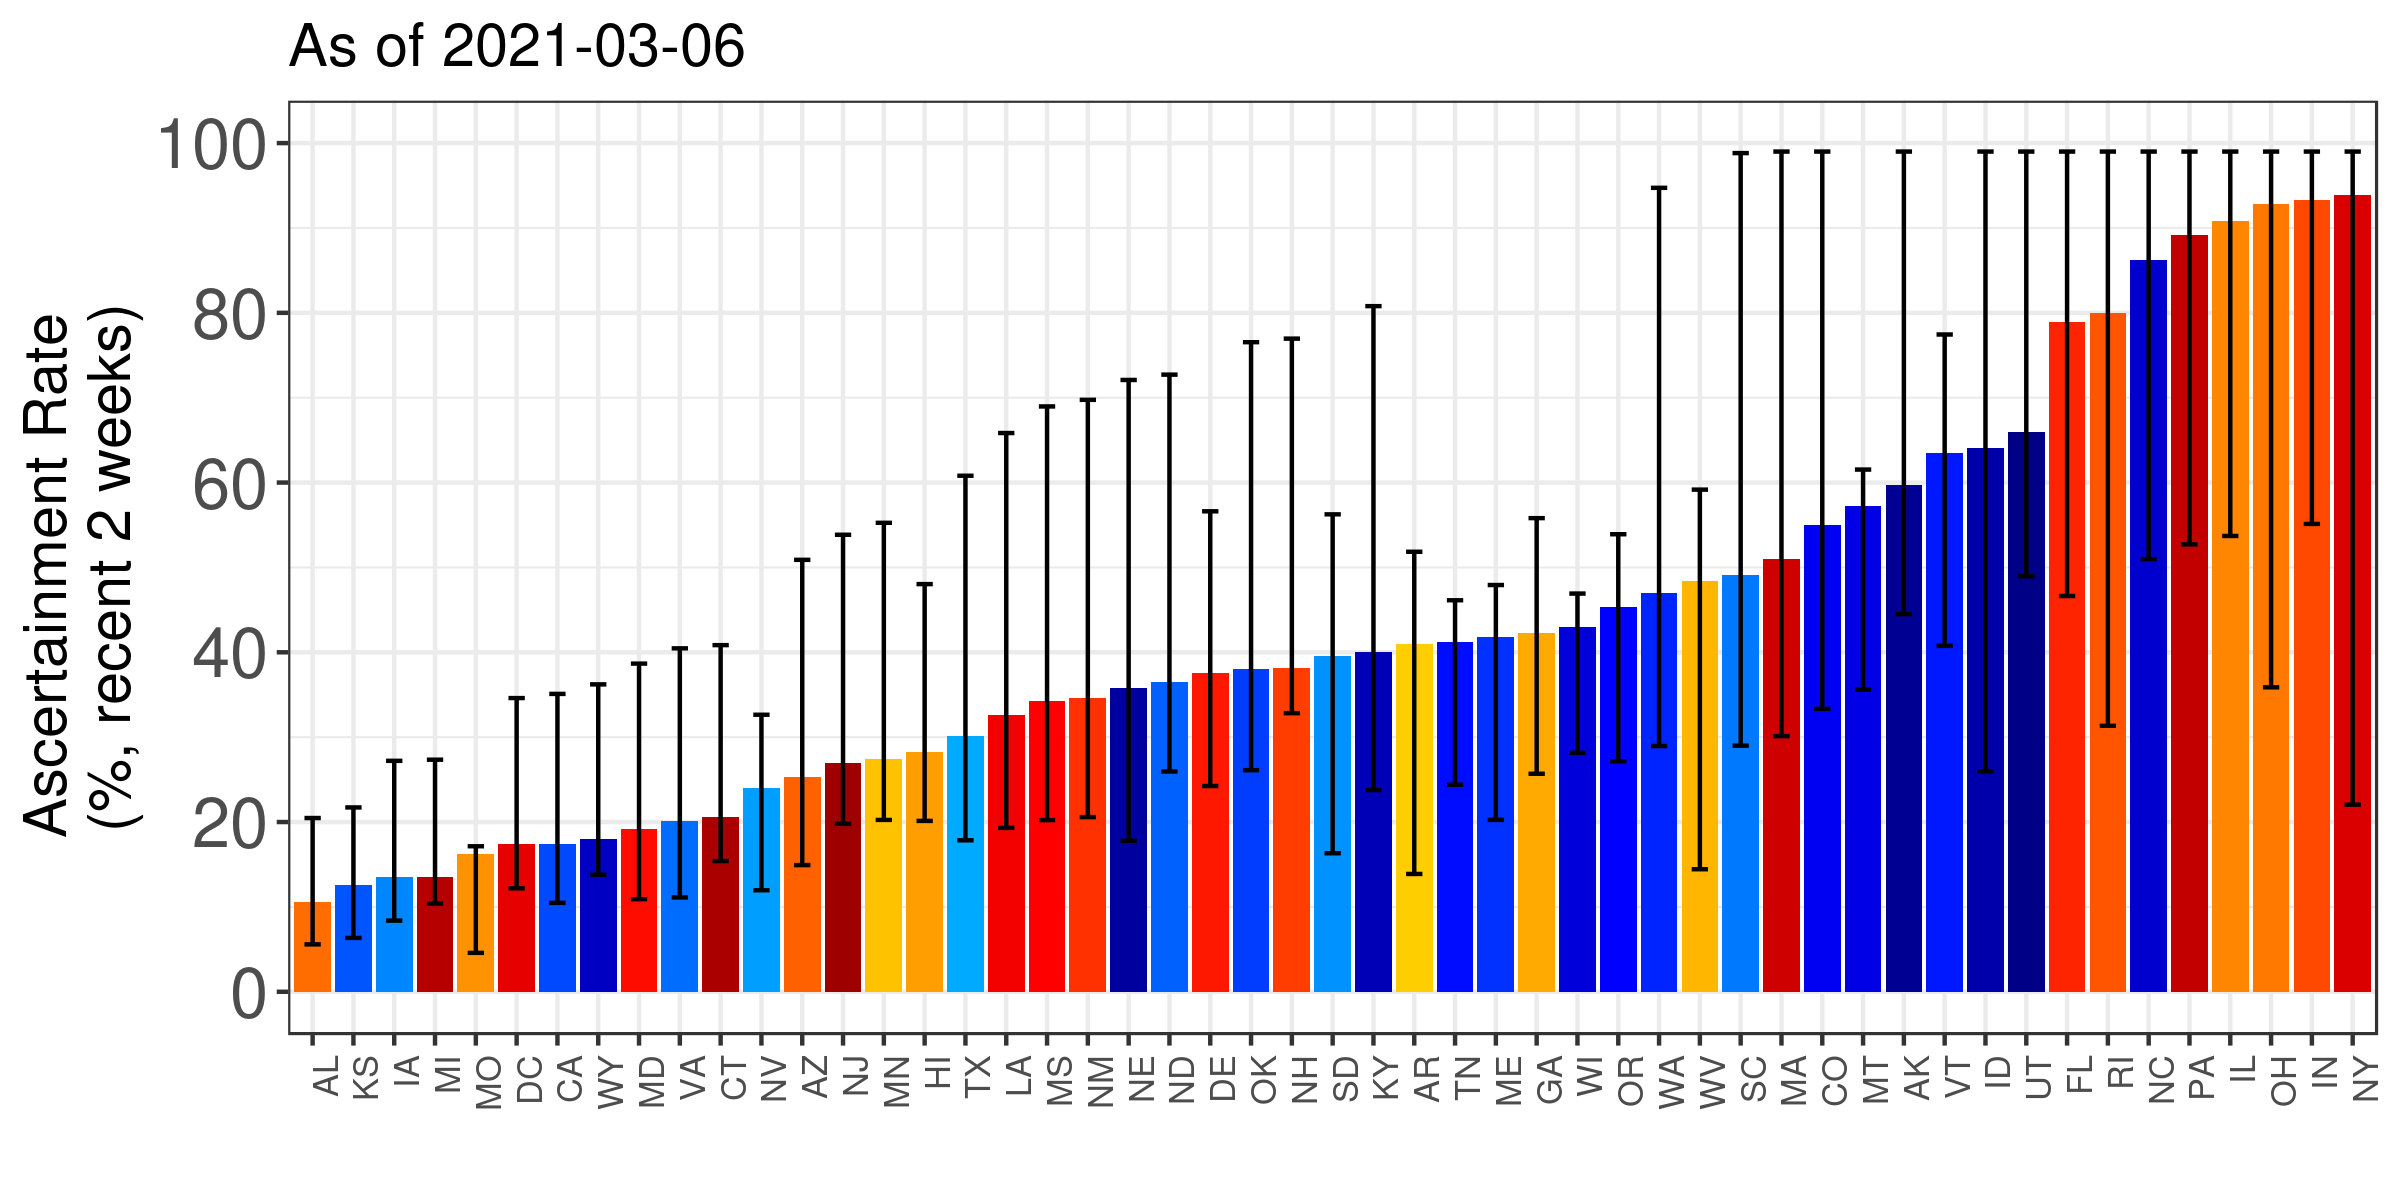 As of 2021-03-06
Ascertainment Rate
(%, recent 2 weeks)
100
80
60
40
20
0
AL KS IA MI MO DC CA WY MD VA CT NV AZ NJ MN HI TX LA MS NM NE ND DE OK NH SD KY AR TN ME GA WI OR WA WV SC MA CO MT AK VT ID UT FL RI NC PA IL OH IN NY